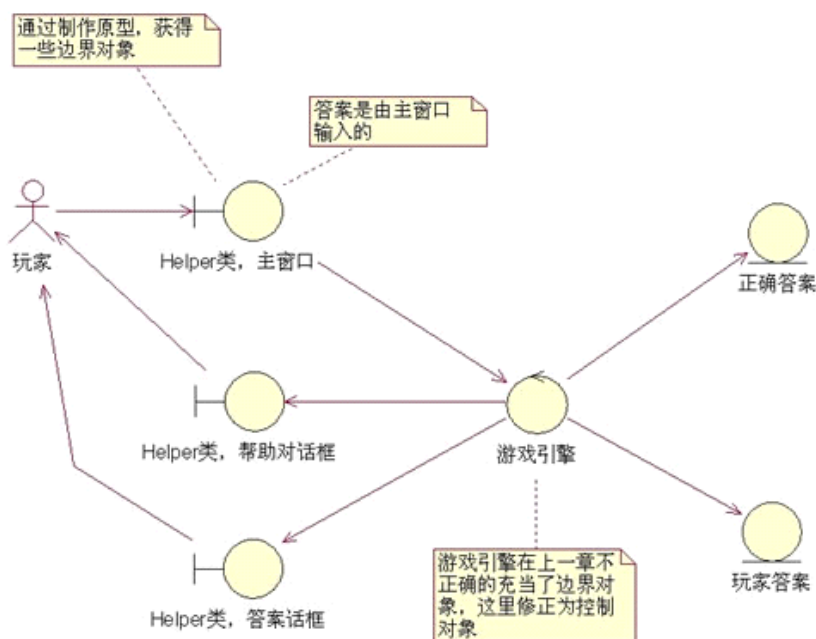 通过制作原型，获得
一些边界对象
答案是由主窗口
输入的
玩家
Helper类，主窗口
正确答案
Helper类，帮助对话框
游戏引擎
Helper类，答案话框
玩家答案
游戏引擎在上一章不
正确的充当了边界对
象，这里修正为控制
对象